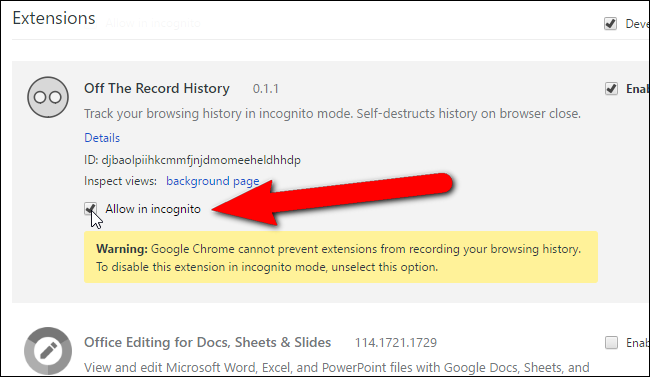 Extensions
Allow in incognito
Deve
Off The Record History 0.1.1
Enab
Track your browsing history in incognito mode. Self-destructs history on browser close.
Details
ID: djbaolpiihkcmmfjnjdmomeeheldhhdp
Inspect views: background page
Allow in incognito
Warning: Google Chrome cannot prevent extensions from recording your browsing history.
To disable this extension in incognito mode, unselect this option.
Office Editing for Docs, Sheets & Slides 114.1721.1729
Enab
View and edit Microsoft Word, Excel, and PowerPoint files with Google Docs, Sheets, and